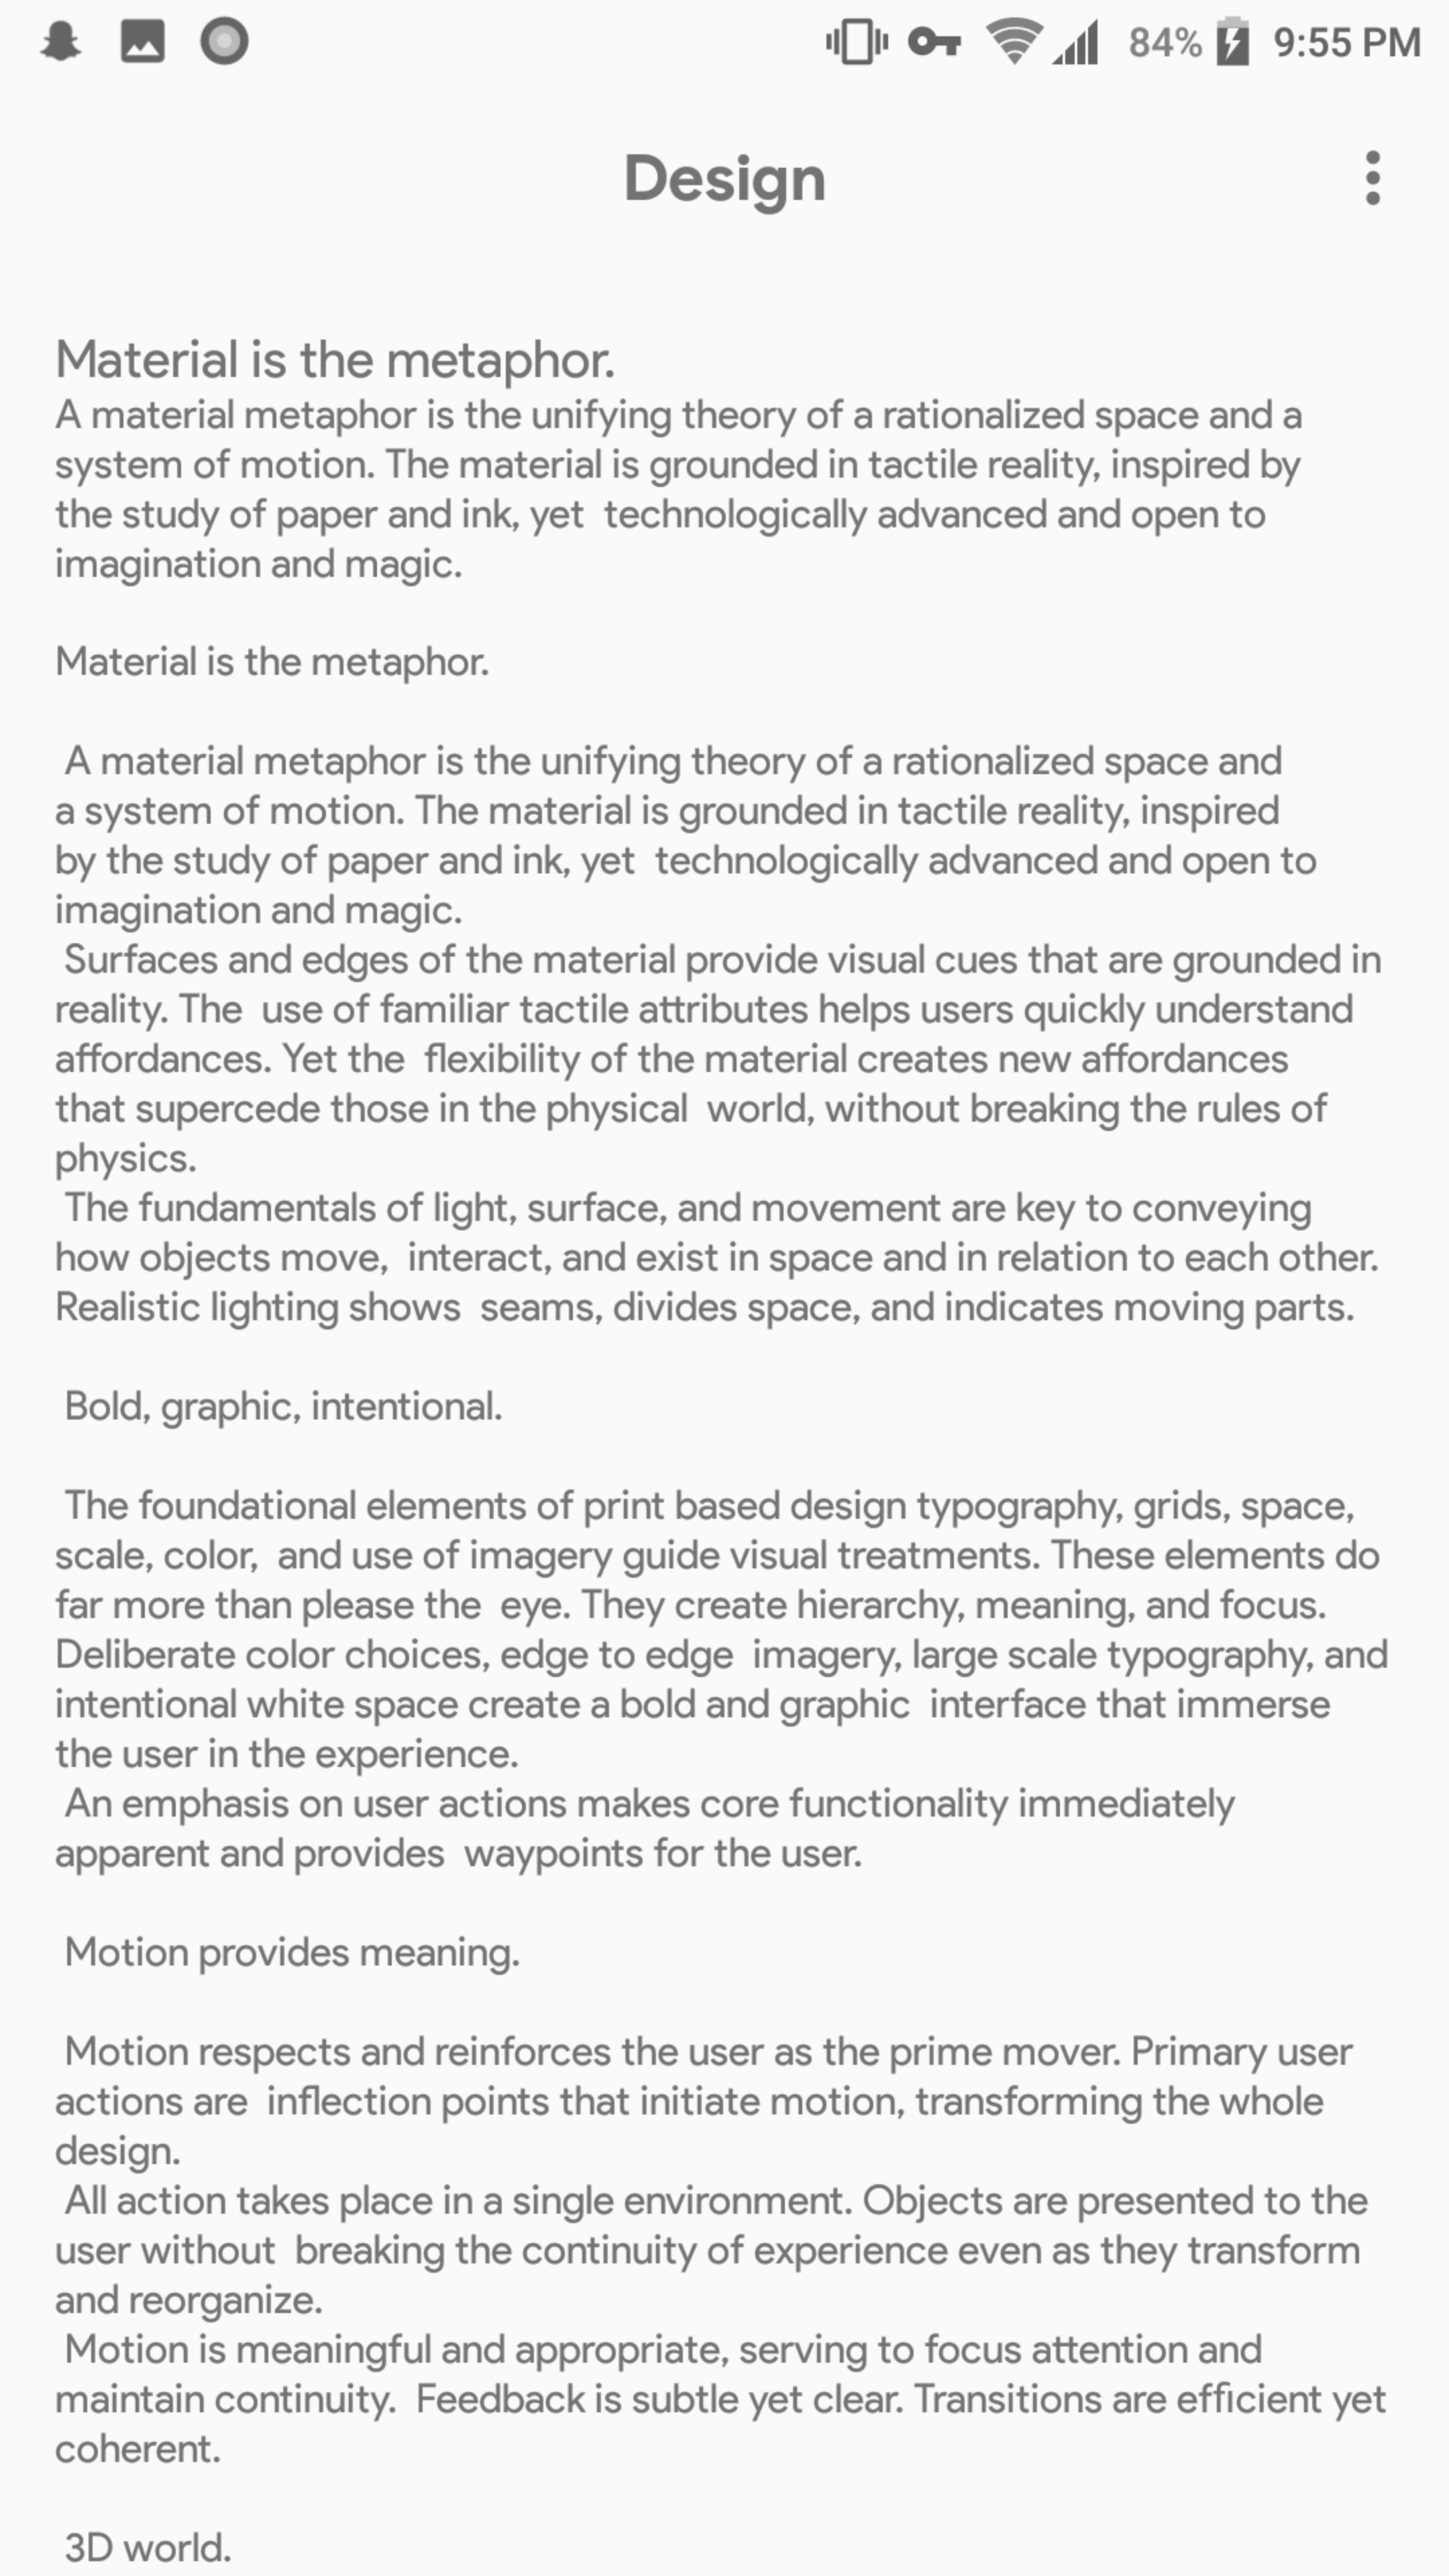 84% 9:55 PM
Design
Material is the metaphor.
A material metaphor is the unifying theory of a rationalized space and a
system of motion. The material is grounded in tactile reality, inspired by
the study of paper and ink, yet  technologically advanced and open to
imagination and magic.
Material is the metaphor.
A material metaphor is the unifying theory of a rationalized space and
a system of motion. The material is grounded in tactile reality, inspired
by the study of paper and ink, yet  technologically advanced and open to
imagination and magic.
Surfaces and edges of the material provide visual cues that are grounded in
reality. The  use of familiar tactile attributes helps users quickly understand
affordances. Yet the  flexibility of the material creates new affordances
that supercede those in the physical  world, without breaking the rules of
physics.
The fundamentals of light, surface, and movement are key to conveying
how objects move,  interact, and exist in space and in relation to each other.
Realistic lighting shows  seams, divides space, and indicates moving parts.
Bold, graphic, intentional.
The foundational elements of print based design typography, grids, space,
scale, color,  and use of imagery guide visual treatments. These elements do
far more than please the  eye. They create hierarchy, meaning, and focus.
Deliberate color choices, edge to edge  imagery, large scale typography, and
intentional white space create a bold and graphic  interface that immerse
the user in the experience.
An emphasis on user actions makes core functionality immediately
apparent and provides  waypoints for the user.
Motion provides meaning.
Motion respects and reinforces the user as the prime mover. Primary user
actions are  inflection points that initiate motion, transforming the whole
design.
All action takes place in a single environment. Objects are presented to the
user without  breaking the continuity of experience even as they transform
and reorganize.
Motion is meaningful and appropriate, serving to focus attention and
maintain continuity.  Feedback is subtle yet clear. Transitions are efficient yet
coherent.
3D world.